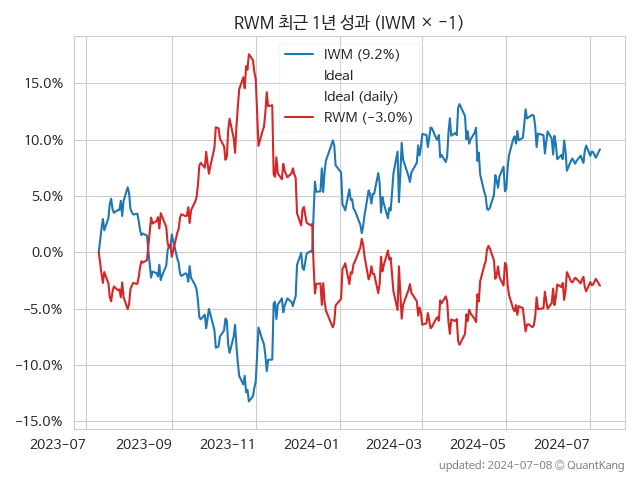 RWM 최근 1년 성과 (IWM × −1)
IWM (9.2%)
Ideal
Ideal (daily)
RWM (−3.0%)
15.0%
10.0%
5.0%
0.0%
−5.0%
−10.0%
−15.0%
2023-07 2023-09 2023-11 2024-01 2024-03 2024-05 2024-07
updated: 2024-07-08 © QuantKang